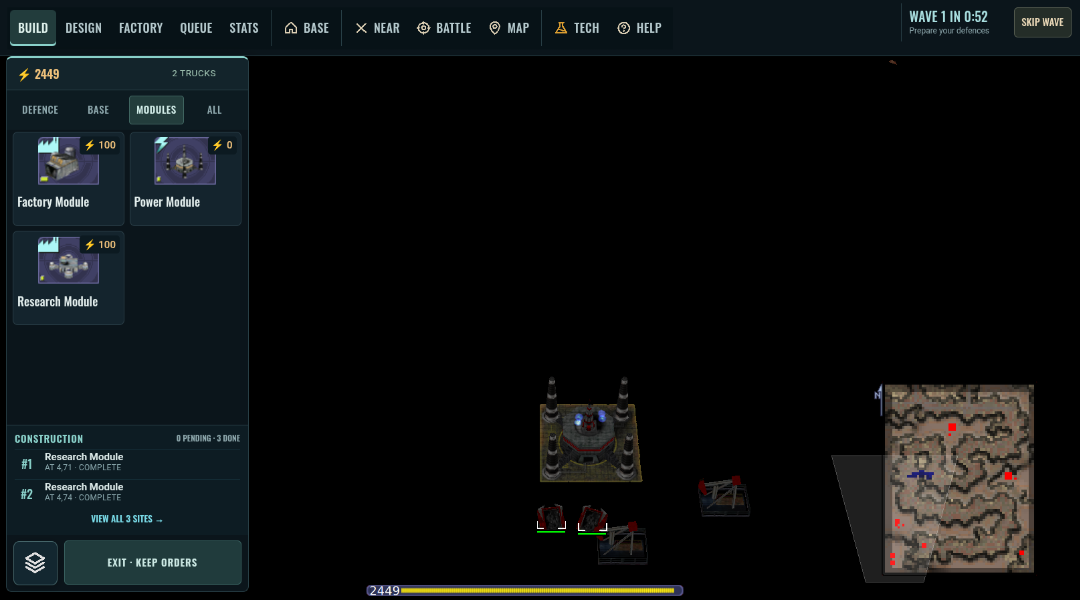 BUILD
DESIGN
FACTORY
QUEUE
STATS
BASE
NEAR
BATTLE
MAP
TECH
HELP
WAVE 1 IN 0:52
Prepare your defences
SKIP WAVE
2449
2 TRUCKS
DEFENCE
BASE
MODULES
ALL
100
Factory Module
0
Power Module
100
Research Module
CONSTRUCTION
0 PENDING · 3 DONE
#1
Research Module
AT 4,71 · COMPLETE
#2
Research Module
AT 4,74 · COMPLETE
VIEW ALL 3 SITES →
EXIT · KEEP ORDERS
2449
N